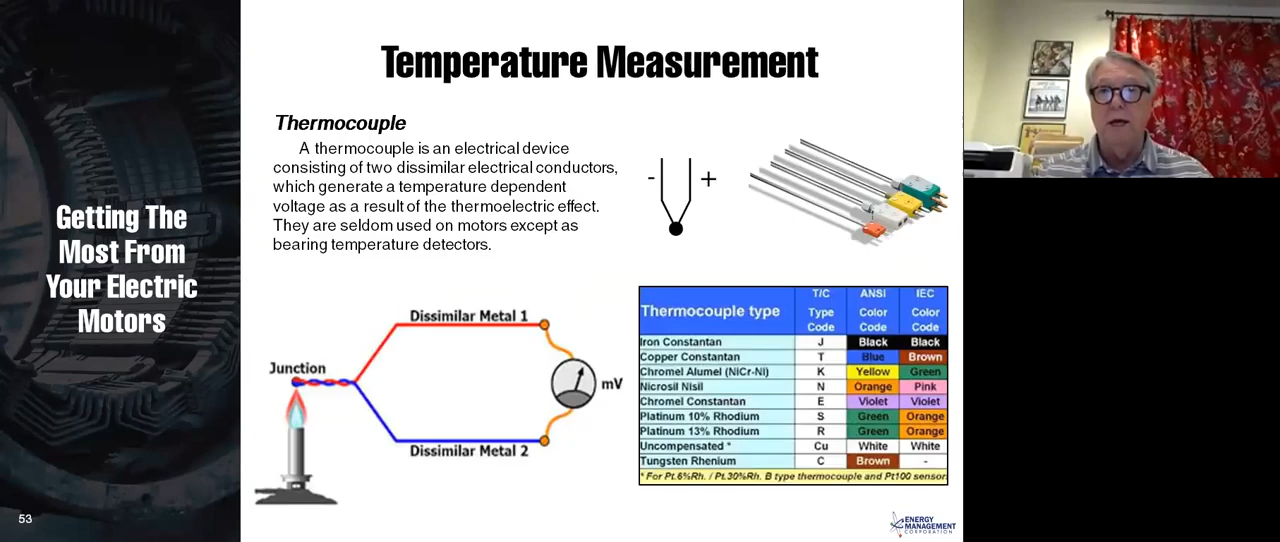 Temperature Measurement
Getting The
Most From
Your Electric
Motors
53
Thermocouple
A thermocouple is an electrical device
consisting of two dissimilar electrical conductors,
which generate a temperature dependent
voltage as a result of the thermoelectric effect.
They are seldom used on motors except as
bearing temperature detectors.
- +
Dissimilar Metal 1
Junction
mV
Dissimilar Metal 2
Thermocouple type T/C Type Code ANSI Color Code IEC Color Code
Iron Constantan J Black Black
Copper Constantan T Blue Brown
Chromel Alumel (NiCr-Ni) K Yellow Green
Nicrosil Nisil N Orange Pink
Chromel Constantan E Violet Violet
Platinum 10% Rhodium S Green Orange
Platinum 13% Rhodium R Green Orange
Uncompensated * Cu White White
Tungsten Rhenium C Brown -
* For Pt.6%Rh. / Pt.30%Rh. B type thermocouple and Pt100 sensor
ENERGY
MANAGEMENT
CORPORATION